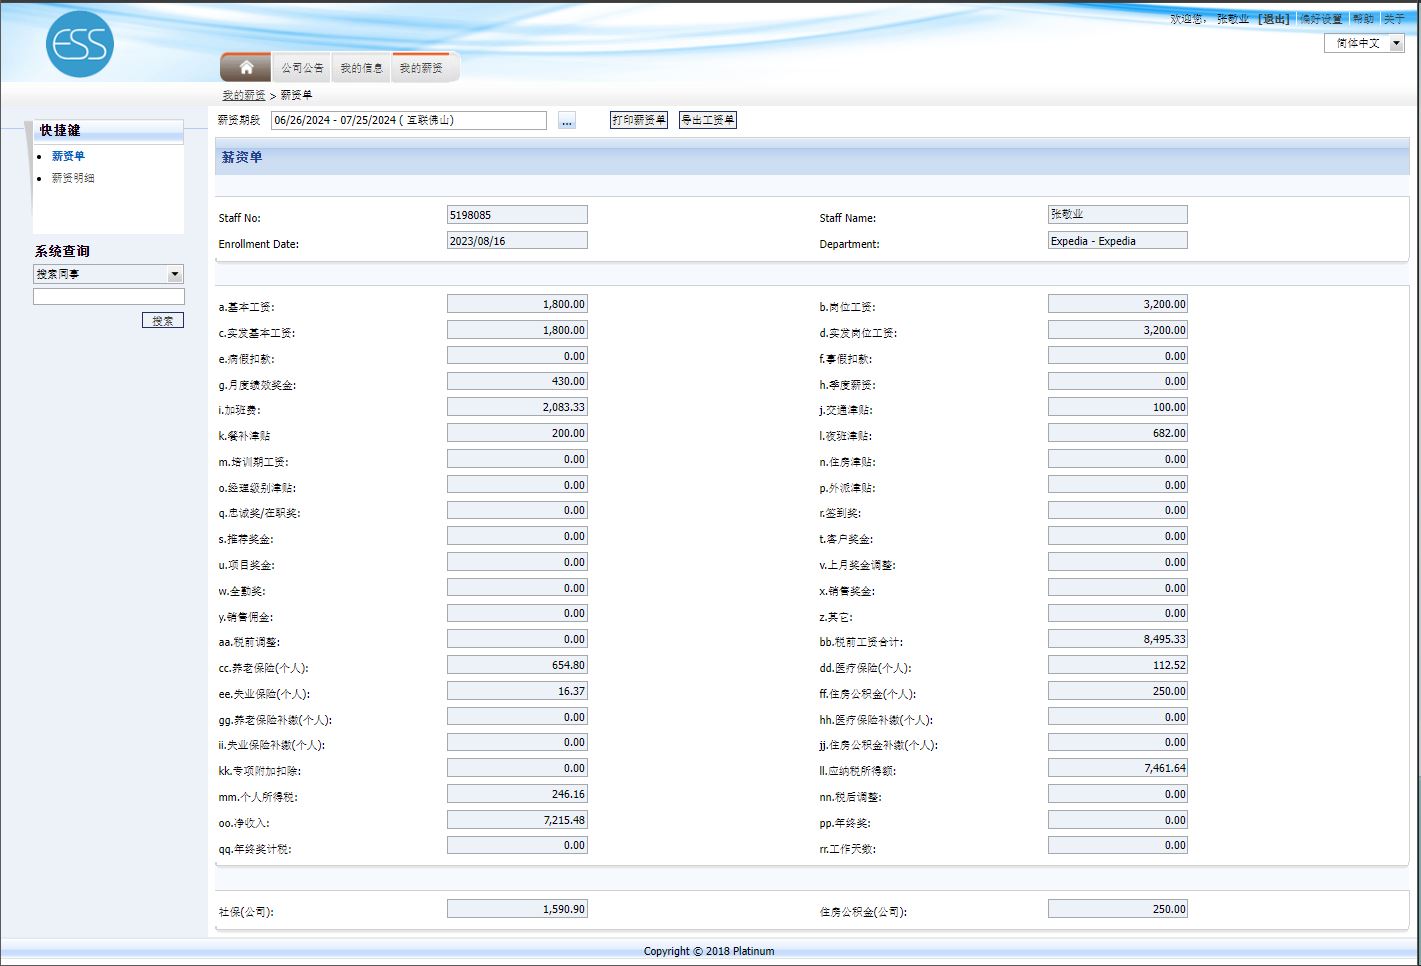 欢迎您, 张敬业 [退出] 偏好设置 帮助 关于
ESS
简体中文
公司公告 我的信息 我的薪资
我的薪资 > 薪资单
薪资期段 06/26/2024 - 07/25/2024 ( 互联佛山) ... 打印薪资单 导出工资单
快捷键
薪资单
薪资明细
系统查询
搜索同事
搜索
薪资单
Staff No: 5198085 Staff Name: 张敬业
Enrollment Date: 2023/08/16 Department: Expedia - Expedia
a.基本工资: 1,800.00 b.岗位工资: 3,200.00
c.实发基本工资: 1,800.00 d.实发岗位工资: 3,200.00
e.病假扣款: 0.00 f.事假扣款: 0.00
g.月度绩效奖金: 430.00 h.季度薪资: 0.00
i.加班费: 2,083.33 j.交通津贴: 100.00
k.餐补津贴 200.00 l.夜班津贴: 682.00
m.培训期工资: 0.00 n.住房津贴: 0.00
o.经理级别津贴: 0.00 p.外派津贴: 0.00
q.忠诚奖/在职奖: 0.00 r.签到奖: 0.00
s.推荐奖金: 0.00 t.客户奖金: 0.00
u.项目奖金: 0.00 v.上月奖金调整: 0.00
w.全勤奖: 0.00 x.销售奖金: 0.00
y.销售佣金: 0.00 z.其它: 0.00
aa.税前调整: 0.00 bb.税前工资合计: 8,495.33
cc.养老保险(个人): 654.80 dd.医疗保险(个人): 112.52
ee.失业保险(个人): 16.37 ff.住房公积金(个人): 250.00
gg.养老保险补缴(个人): 0.00 hh.医疗保险补缴(个人): 0.00
ii.失业保险补缴(个人): 0.00 jj.住房公积金补缴(个人): 0.00
kk.专项附加扣除: 0.00 ll.应纳税所得额: 7,461.64
mm.个人所得税: 246.16 nn.税后调整: 0.00
oo.净收入: 7,215.48 pp.年终奖: 0.00
qq.年终奖计税: 0.00 rr.工作天数: 0.00
社保(公司): 1,590.90 住房公积金(公司): 250.00
Copyright © 2018 Platinum